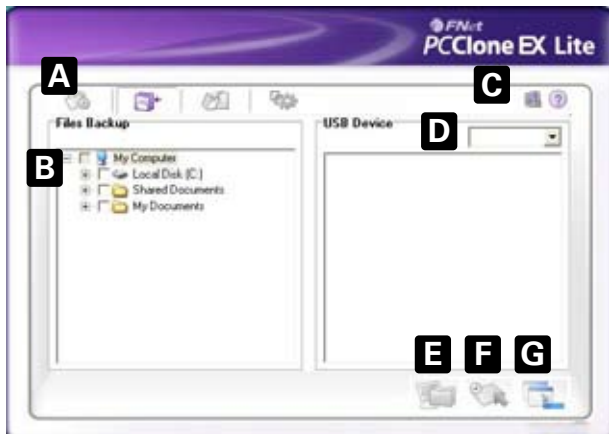 FNet
PCClone EX Lite
A
C
Files Backup
USB Device
D
B
My Computer
Local Disk (C:)
Shared Documents
My Documents
E F G